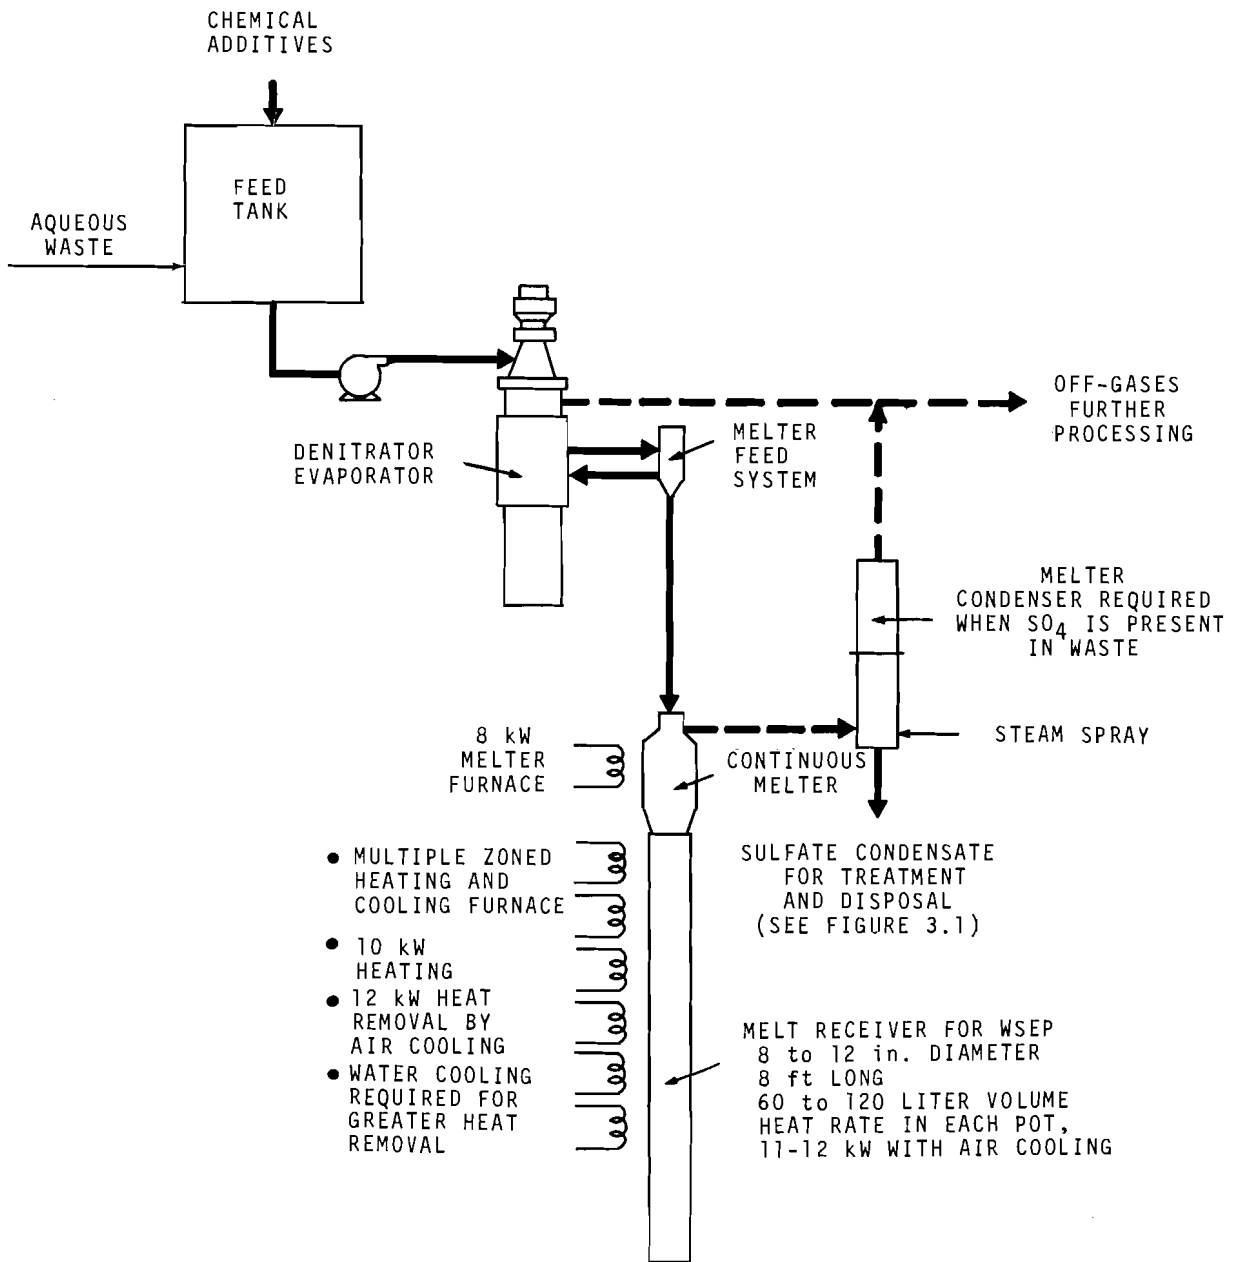 CHEMICAL
ADDITIVES
FEED
TANK
AQUEOUS
WASTE
OFF-GASES
FURTHER
PROCESSING
DENITRATOR
EVAPORATOR
MELTER
FEED
SYSTEM
MELTER
CONDENSER REQUIRED
WHEN SO4 IS PRESENT
IN WASTE
STEAM SPRAY
8 kW
MELTER
FURNACE
CONTINUOUS
MELTER
● MULTIPLE ZONED
HEATING AND
COOLING FURNACE
● 10 kW
HEATING
● 12 kW HEAT
REMOVAL BY
AIR COOLING
● WATER COOLING
REQUIRED FOR
GREATER HEAT
REMOVAL
SULFATE CONDENSATE
FOR TREATMENT
AND DISPOSAL
(SEE FIGURE 3.1)
MELT RECEIVER FOR WSEP
8 to 12 in. DIAMETER
8 ft LONG
60 to 120 LITER VOLUME
HEAT RATE IN EACH POT,
11-12 kW WITH AIR COOLING